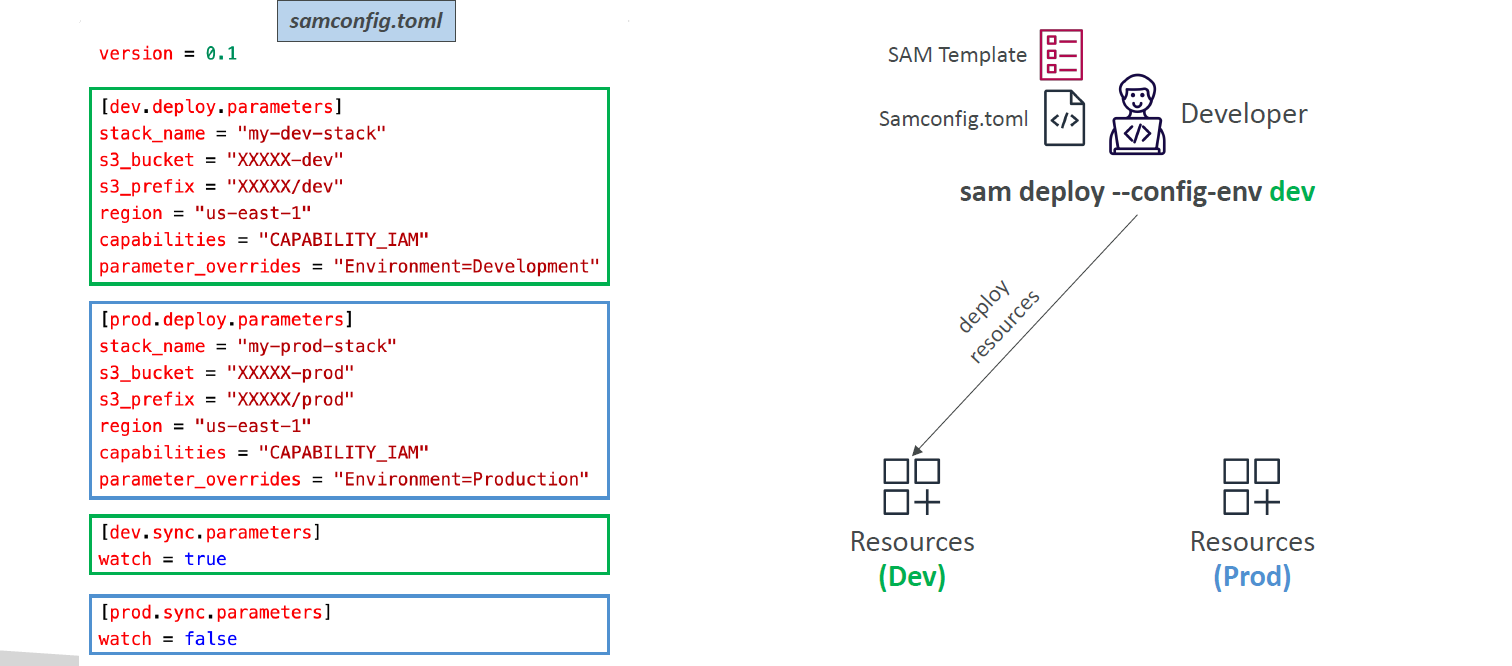 samconfig.toml
version = 0.1
[dev.deploy.parameters]
stack_name = "my-dev-stack"
s3_bucket = "XXXXX-dev"
s3_prefix = "XXXXX/dev"
region = "us-east-1"
capabilities = "CAPABILITY_IAM"
parameter_overrides = "Environment=Development"
[prod.deploy.parameters]
stack_name = "my-prod-stack"
s3_bucket = "XXXXX-prod"
s3_prefix = "XXXXX/prod"
region = "us-east-1"
capabilities = "CAPABILITY_IAM"
parameter_overrides = "Environment=Production"
[dev.sync.parameters]
watch = true
[prod.sync.parameters]
watch = false
SAM Template
Samconfig.toml
</>
</>
Developer
sam deploy --config-env dev
deploy
resources
Resources
(Dev)
Resources
(Prod)